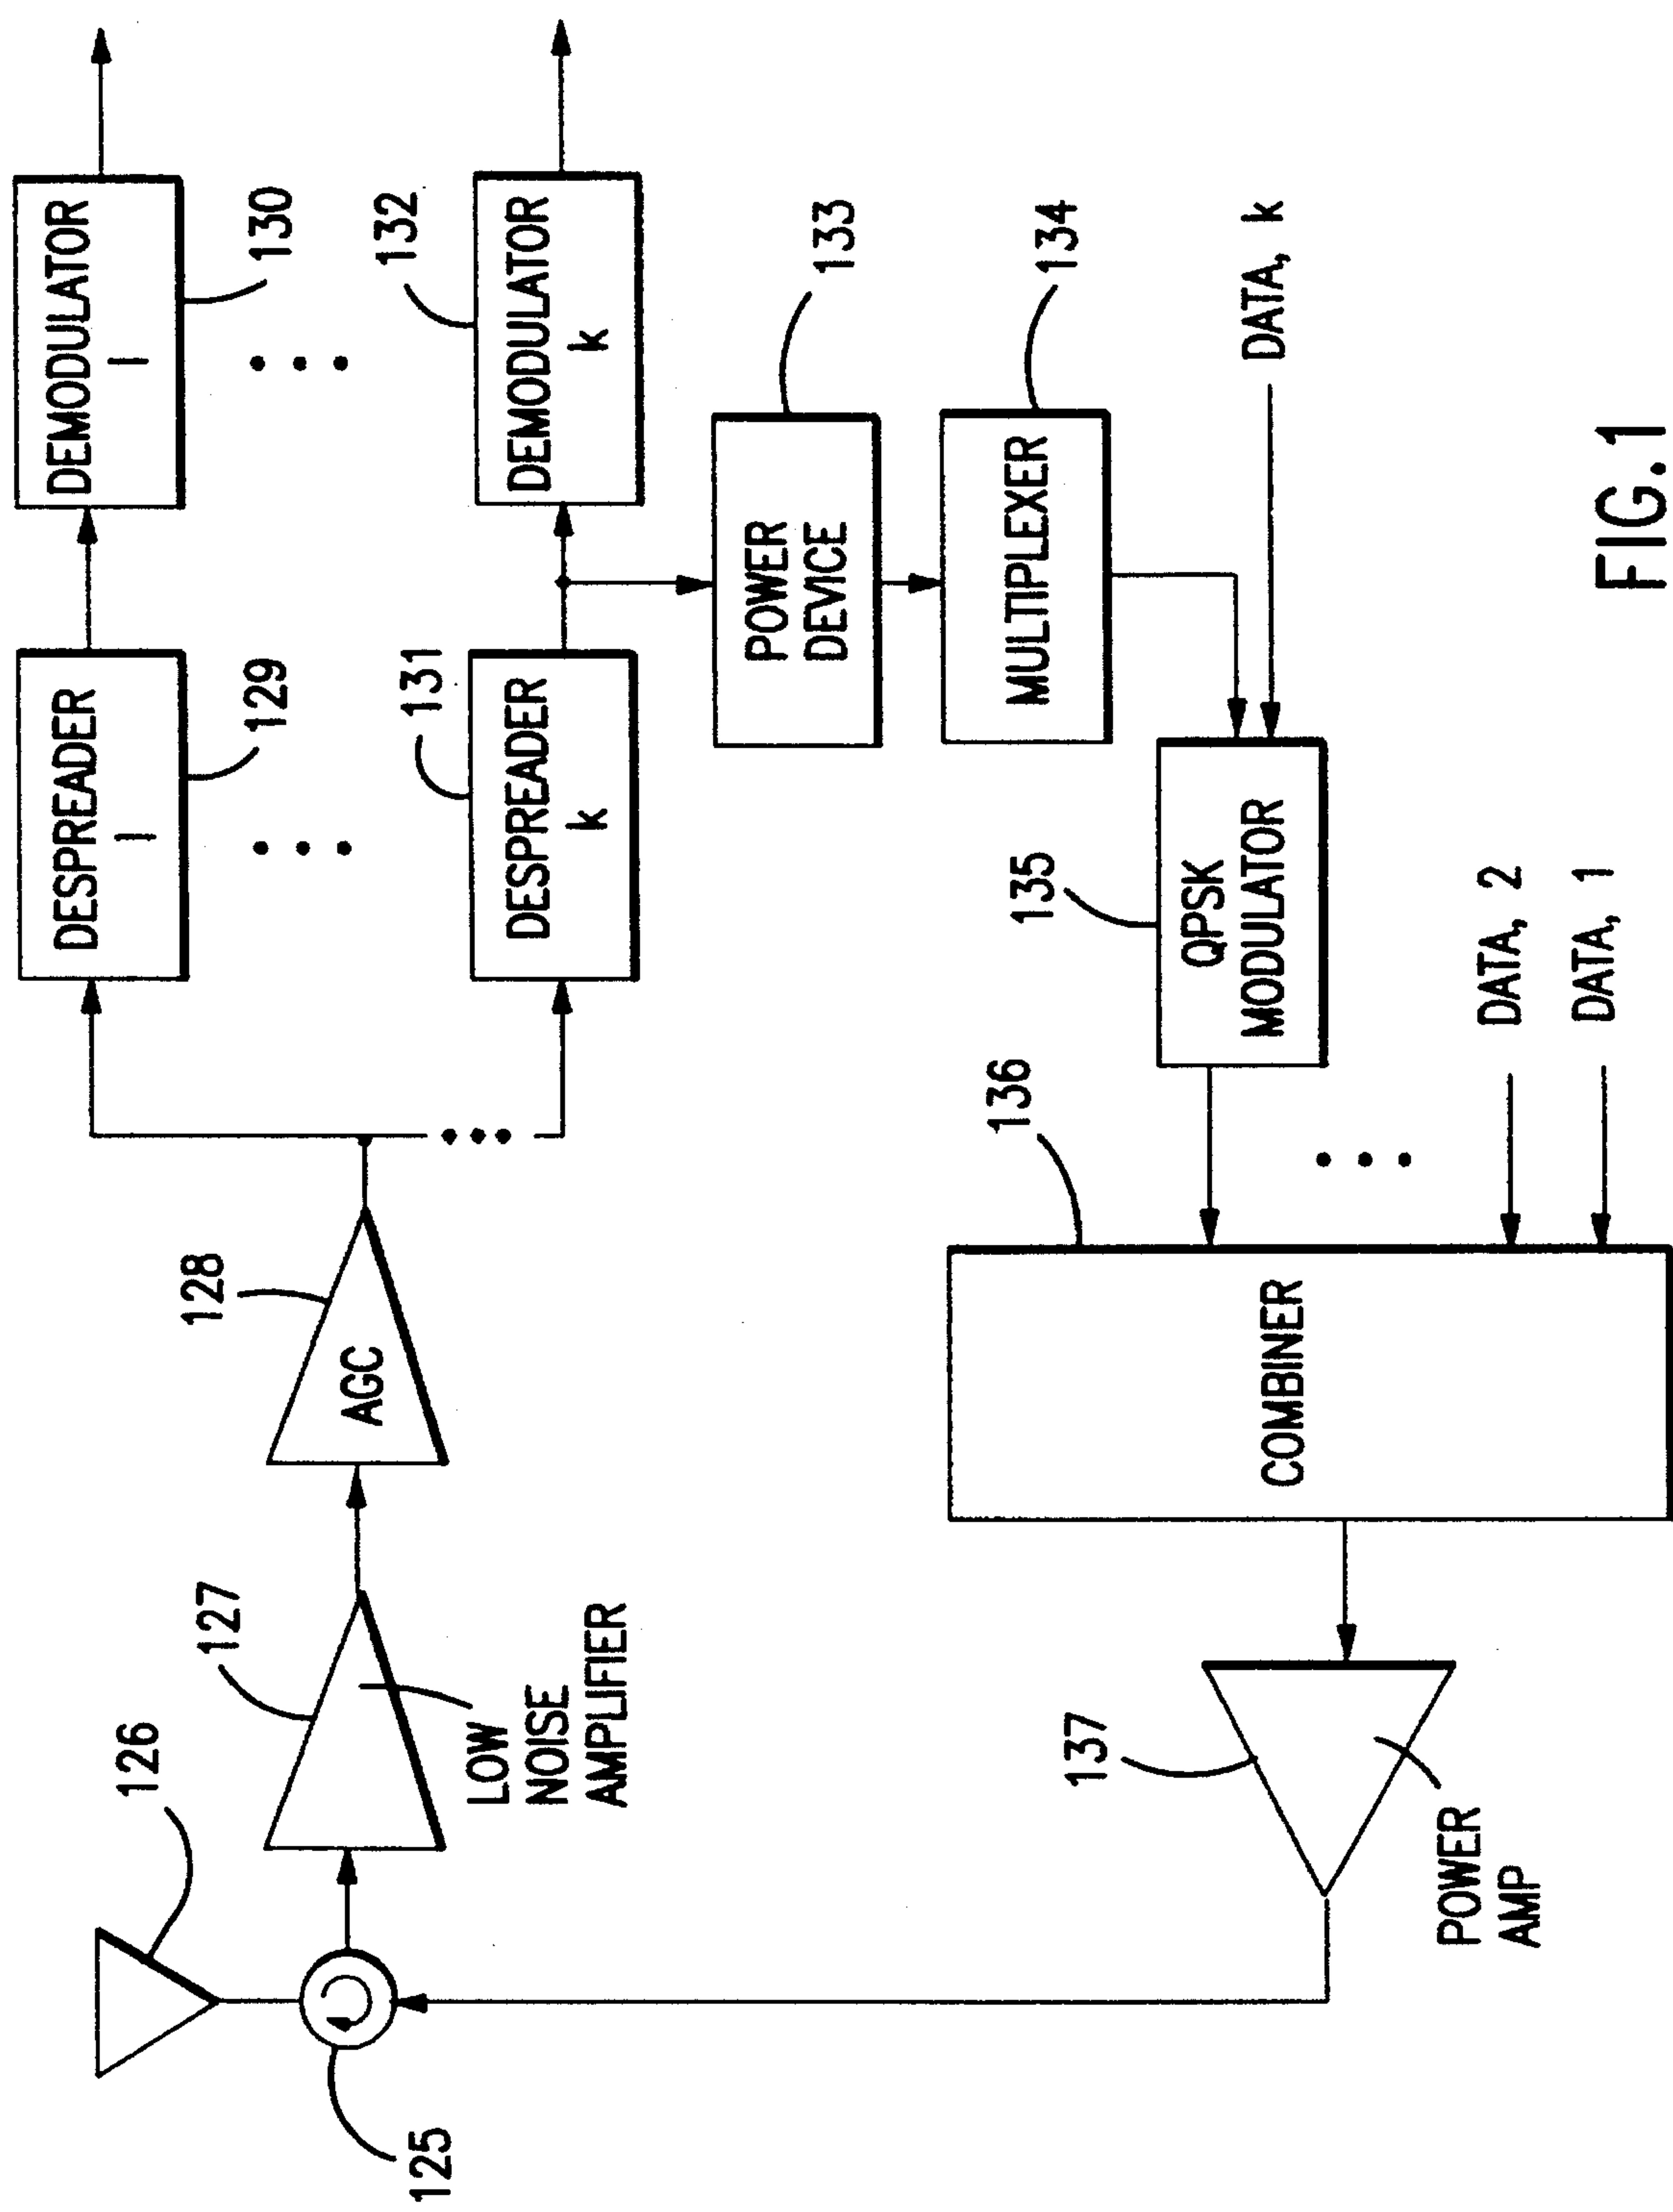 126
125
127
LOW
NOISE
AMPLIFIER
128
AGC
DESPREADER
1
129
DEMODULATOR
1
130
131
DESPREADER
k
132
DEMODULATOR
k
POWER
DEVICE
133
MULTIPLEXER
134
DATA, k
135
QPSK
MODULATOR
136
COMBINER
DATA, 2
DATA, 1
137
POWER
AMP
FIG.1